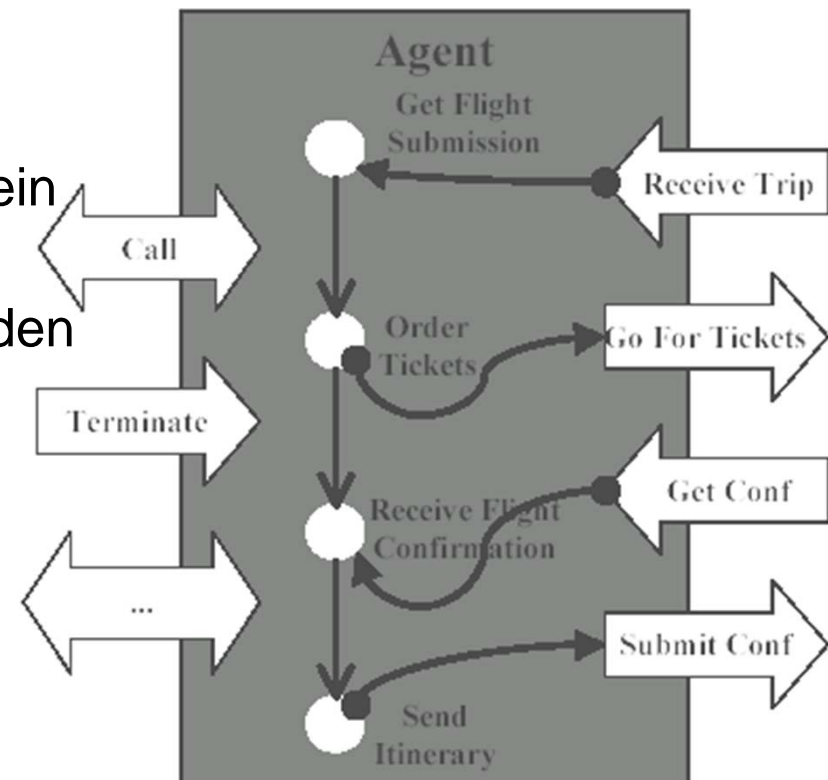 Agent
Get Flight
Submission
Receive Trip
ein
Call
den
Order
Tickets
Go For Tickets
Terminate
Get Conf
Receive Flight
Confirmation
...
Submit Conf
Send
Itinerary